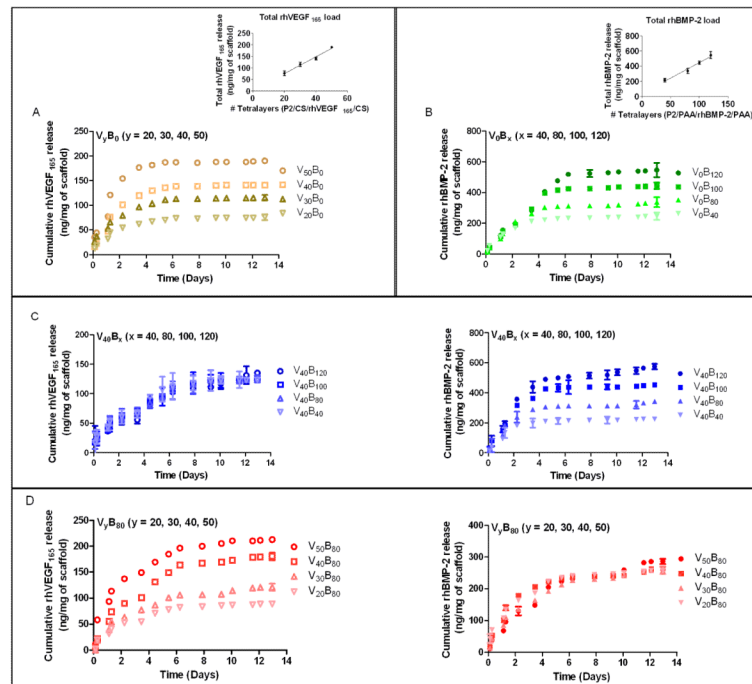 Total rhVEGF 165 load
Total rhVEGF165 release
(ng/mg of scaffold)
250
200
150
100
50
0
0 20 40 60
# Tetralayers (P2/CS/rhVEGF 165/CS)
A
VyB0 (y = 20, 30, 40, 50)
Cumulative rhVEGF165 release
(ng/mg of scaffold)
250
200
150
100
50
0
0 2 4 6 8 10 12 14
Time (Days)
V50B0
V40B0
V30B0
V20B0
Total rhBMP-2 load
Total rhBMP-2 release
(ng/mg of scaffold)
800
600
400
200
0
0 50 100 150
# Tetralayers (P2/PAA/rhBMP-2/PAA)
B
V0Bx (x = 40, 80, 100, 120)
Cumulative rhBMP-2 release
(ng/mg of scaffold)
800
600
400
200
0
0 2 4 6 8 10 12 14
Time (Days)
V0B120
V0B100
V0B80
V0B40
C
V40Bx (x = 40, 80, 100, 120)
Cumulative rhVEGF165 release
(ng/mg of scaffold)
200
150
100
50
0
0 2 4 6 8 10 12 14
Time (Days)
V40B120
V40B100
V40B80
V40B40
V40Bx (x = 40, 80, 100, 120)
Cumulative rhBMP-2 release
(ng/mg of scaffold)
800
600
400
200
0
0 2 4 6 8 10 12 14
Time (Days)
V40B120
V40B100
V40B80
V40B40
D
VyB80 (y = 20, 30, 40, 50)
Cumulative rhVEGF165 release
(ng/mg of scaffold)
250
200
150
100
50
0
0 2 4 6 8 10 12 14
Time (Days)
V50B80
V40B80
V30B80
V20B80
VyB80 (y = 20, 30, 40, 50)
Cumulative rhBMP-2 release
(ng/mg of scaffold)
400
300
200
100
0
0 2 4 6 8 10 12 14
Time (Days)
V50B80
V40B80
V30B80
V20B80